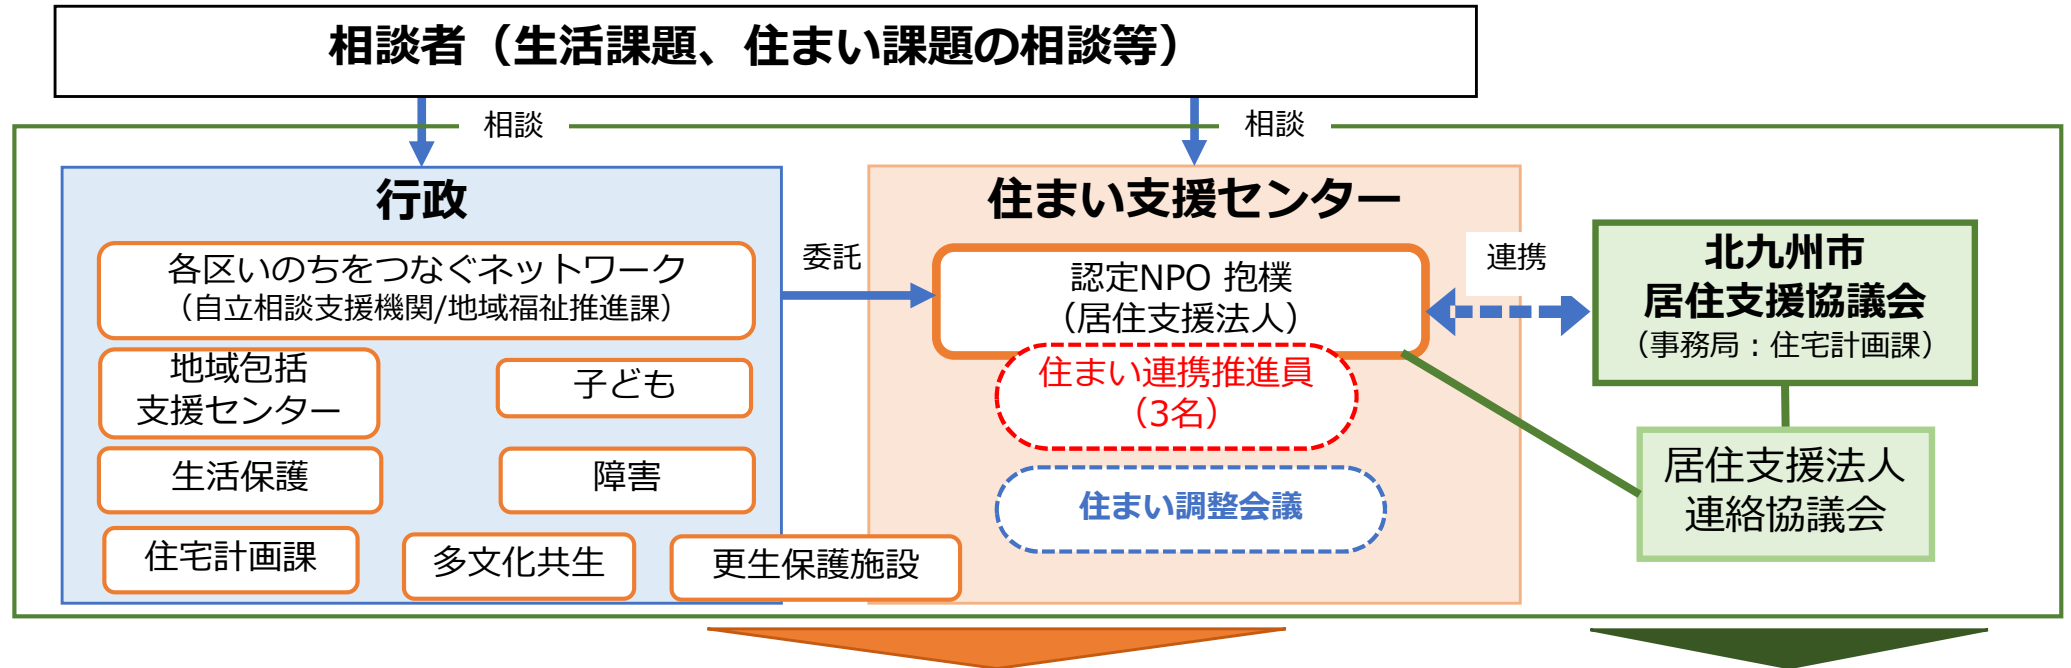 相談者（生活課題、住まい課題の相談等）
相談
相談
行政
各区いのちをつなぐネットワーク
（自立相談支援機関/地域福祉推進課）
地域包括
支援センター
子ども
生活保護
障害
住宅計画課
多文化共生
更生保護施設
委託
住まい支援センター
認定NPO 抱樸
（居住支援法人）
住まい連携推進員
（3名）
住まい調整会議
連携
北九州市
居住支援協議会
（事務局：住宅計画課）
居住支援法人
連絡協議会